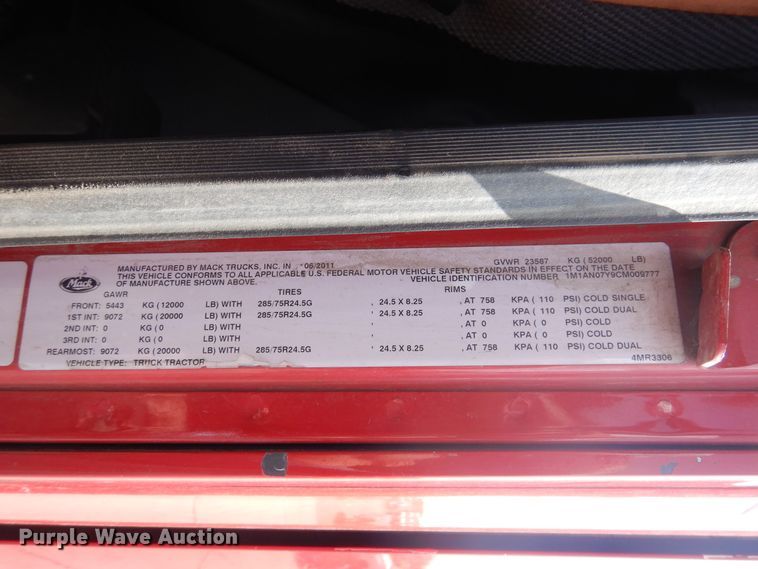 MANUFACTURED BY MACK TRUCKS, INC. IN 06/2011 GVWR 23587 KG ( 52000 LB)
THIS VEHICLE CONFORMS TO ALL APPLICABLE U.S. FEDERAL MOTOR VEHICLE SAFETY STANDARDS IN EFFECT ON THE DATE
OF MANUFACTURE SHOWN ABOVE. VEHICLE IDENTIFICATION NUMBER 1M1AN07Y9CM009777
Mack
GAWR TIRES RIMS
FRONT: 5443 KG (12000 LB) WITH 285/75R24.5G , 24.5 X 8.25 , AT 758 KPA ( 110 PSI) COLD SINGLE
1ST INT: 9072 KG (20000 LB) WITH 285/75R24.5G , 24.5 X 8.25 , AT 758 KPA ( 110 PSI) COLD DUAL
2ND INT: 0 KG ( 0 LB) WITH , , AT 0 KPA ( 0 PSI) COLD
3RD INT: 0 KG ( 0 LB) WITH , , AT 0 KPA ( 0 PSI) COLD
REARMOST: 9072 KG (20000 LB) WITH 285/75R24.5G , 24.5 X 8.25 , AT 758 KPA ( 110 PSI) COLD DUAL
VEHICLE TYPE: TRUCK TRACTOR 4MR3306
Purple Wave Auction®